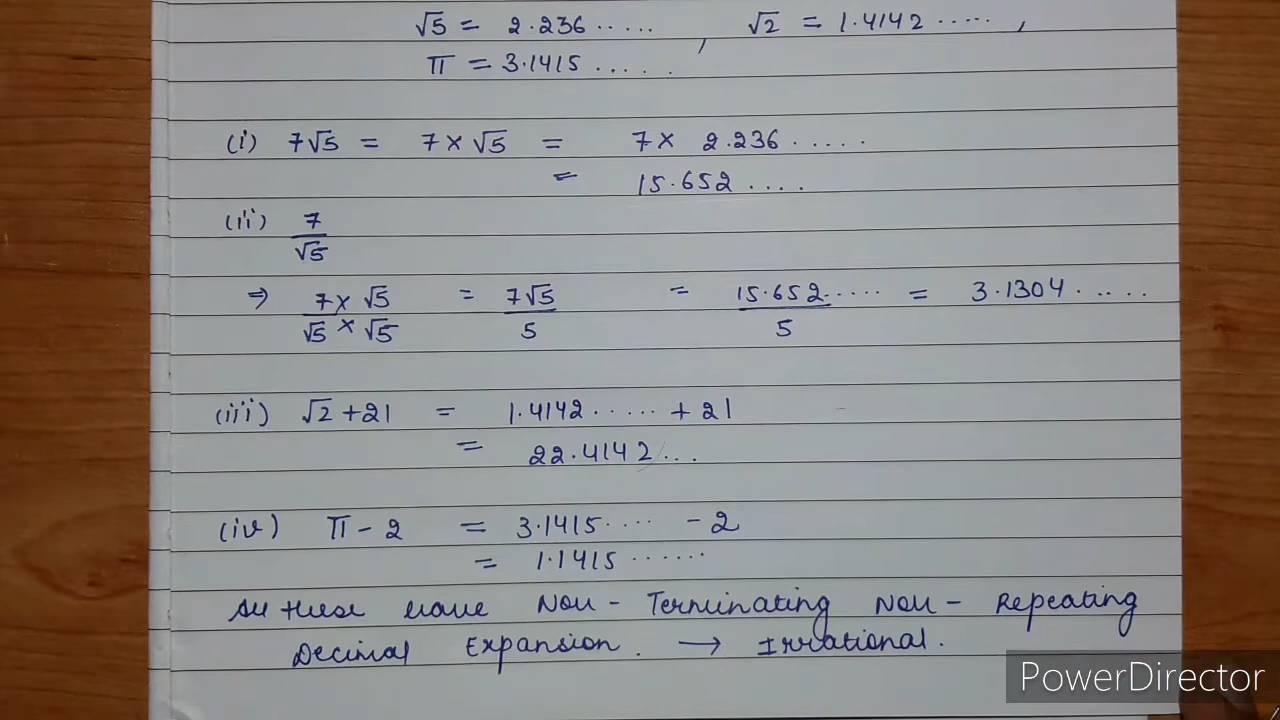 √5 = 2.236..... , √2 = 1.4142..... ,
π = 3.1415.....
(i) 7√5 = 7 × √5 = 7 × 2.236.....
= 15.652....
(ii) 7/√5
⇒ 7 × √5 / √5 × √5 = 7√5 / 5 = 15.652..... / 5 = 3.1304.....
(iii) √2 + 21 = 1.4142..... + 21
= 22.4142...
(iv) π - 2 = 3.1415.... - 2
= 1.1415......
All these have Non - Terminating Non - Repeating
Decimal Expansion. → Irrational.
PowerDirector